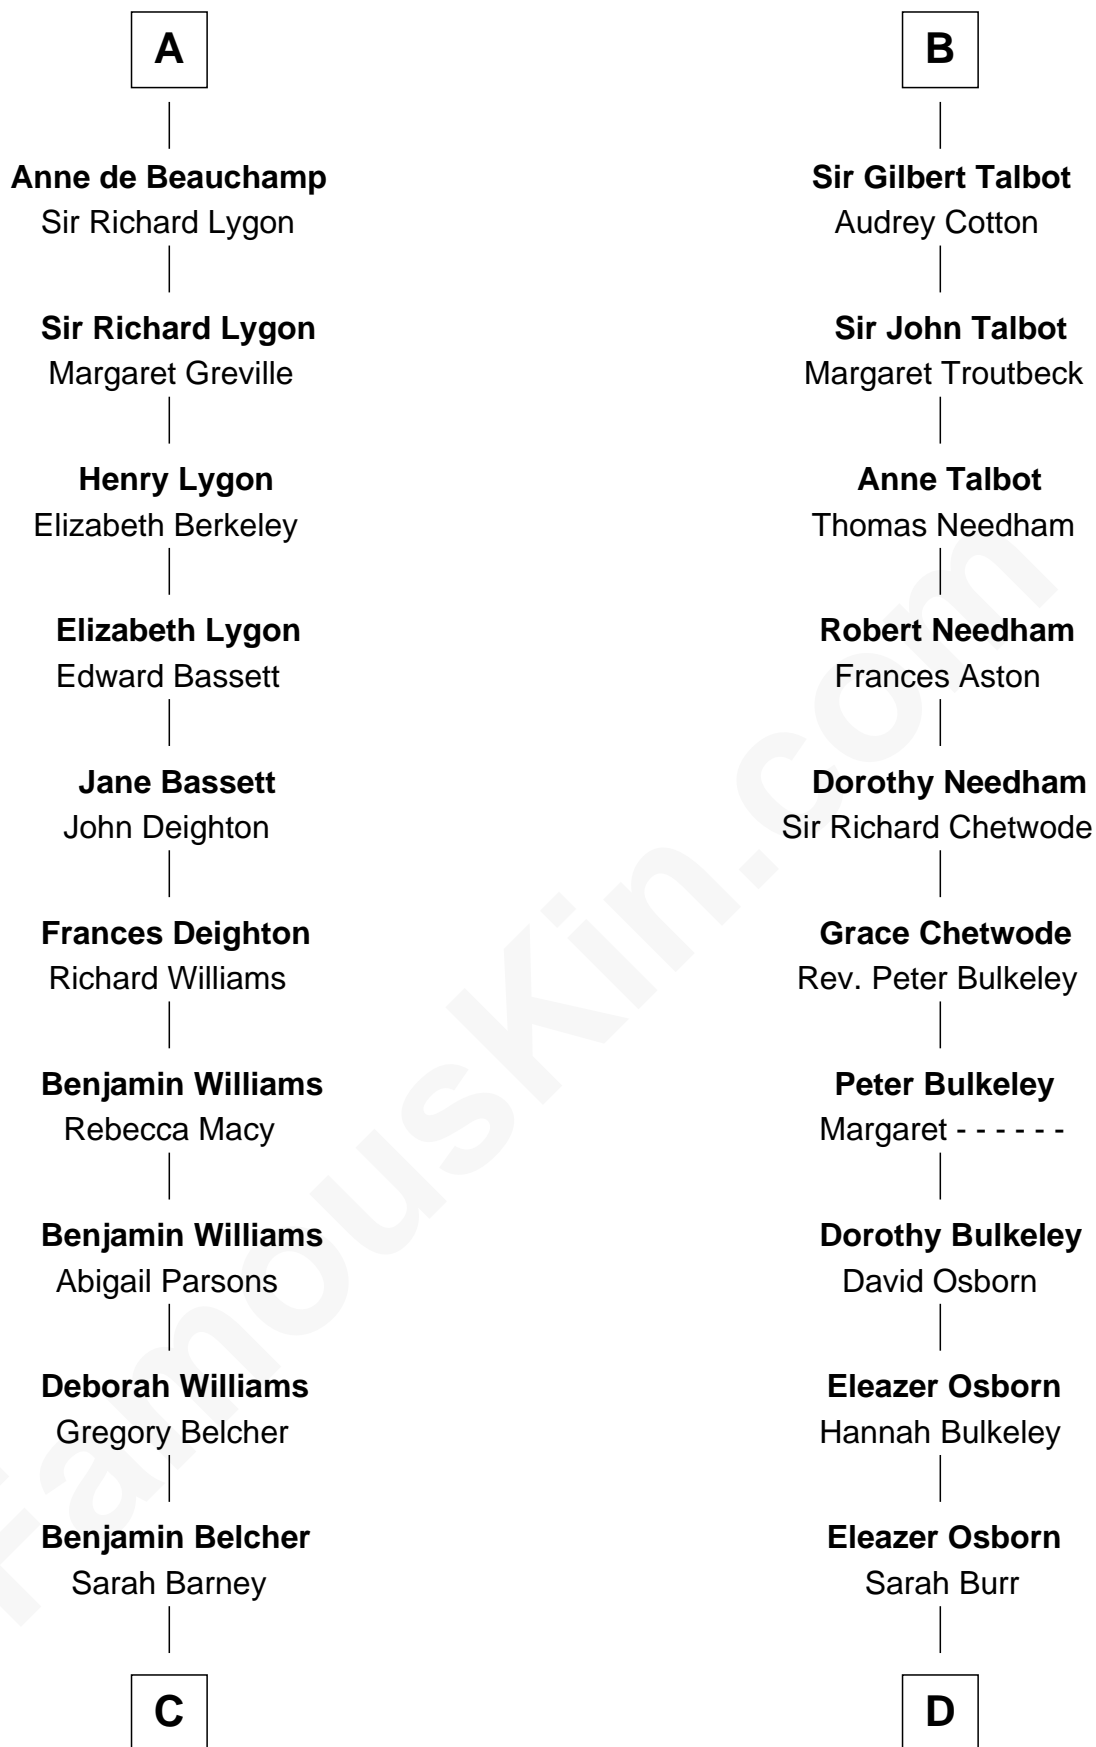 A
Anne de Beauchamp
Sir Richard Lygon
Sir Richard Lygon
Margaret Greville
Henry Lygon
Elizabeth Berkeley
Elizabeth Lygon
Edward Bassett
Jane Bassett
John Deighton
Frances Deighton
Richard Williams
Benjamin Williams
Rebecca Macy
Benjamin Williams
Abigail Parsons
Deborah Williams
Gregory Belcher
Benjamin Belcher
Sarah Barney
C
B
Sir Gilbert Talbot
Audrey Cotton
Sir John Talbot
Margaret Troutbeck
Anne Talbot
Thomas Needham
Robert Needham
Frances Aston
Dorothy Needham
Sir Richard Chetwode
Grace Chetwode
Rev. Peter Bulkeley
Peter Bulkeley
Margaret - - - - - -
Dorothy Bulkeley
David Osborn
Eleazer Osborn
Hannah Bulkeley
Eleazer Osborn
Sarah Burr
D
FamousKin.com